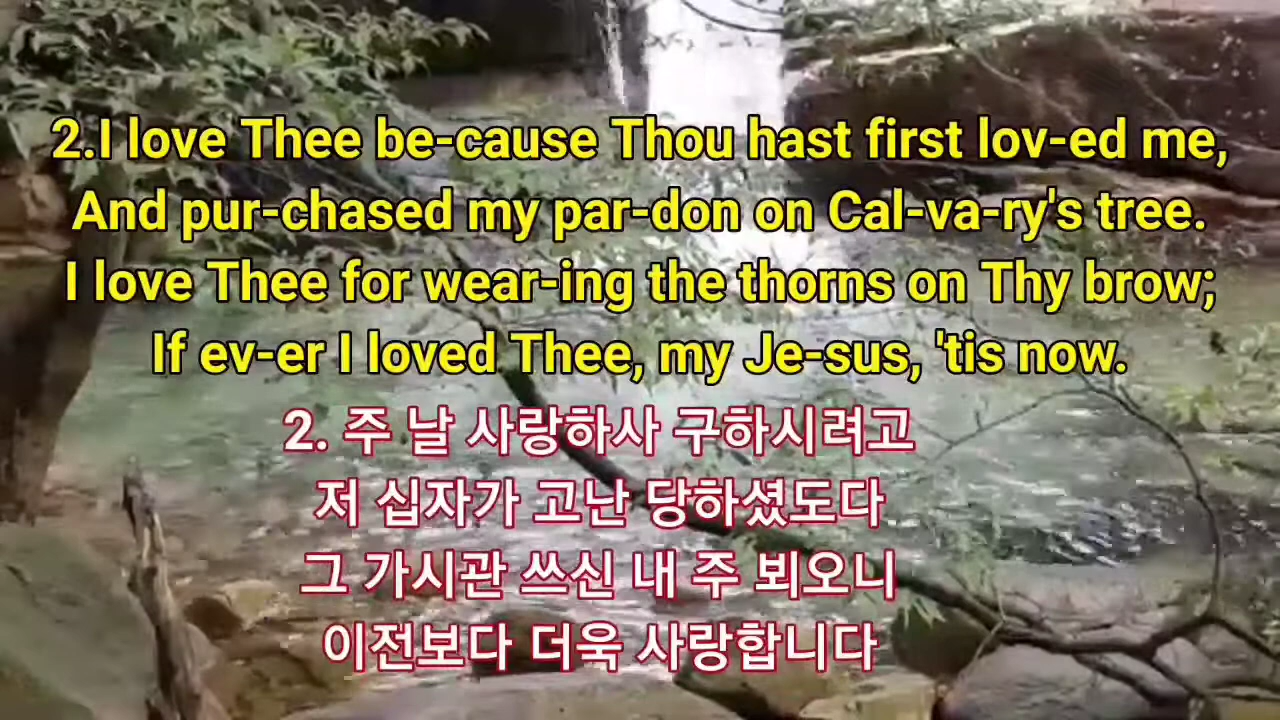 2.I love Thee be-cause Thou hast first lov-ed me,
And pur-chased my par-don on Cal-va-ry's tree.
I love Thee for wear-ing the thorns on Thy brow;
If ev-er I loved Thee, my Je-sus, 'tis now.
2. 주 날 사랑하사 구하시려고
저 십자가 고난 당하셨도다
그 가시관 쓰신 내 주 뵈오니
이전보다 더욱 사랑합니다